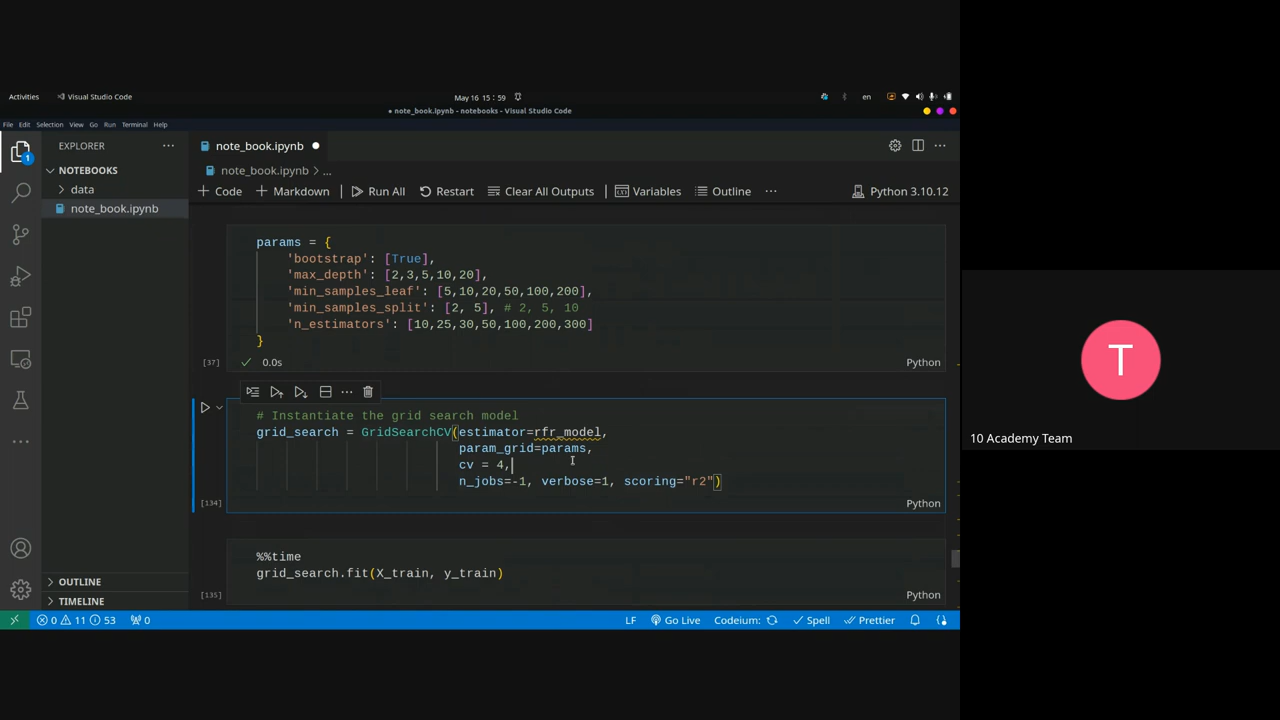 Activities
Visual Studio Code
May 16 15:59
en
● note_book.ipynb - notebooks - Visual Studio Code
File Edit Selection View Go Run Terminal Help
EXPLORER
note_book.ipynb
NOTEBOOKS
note_book.ipynb > ...
data
note_book.ipynb
1
+ Code + Markdown Run All Restart Clear All Outputs Variables Outline ... Python 3.10.12
params = {
'bootstrap': [True],
'max_depth': [2,3,5,10,20],
'min_samples_leaf': [5,10,20,50,100,200],
'min_samples_split': [2, 5], # 2, 5, 10
'n_estimators': [10,25,30,50,100,200,300]
}
[37] 0.0s Python
# Instantiate the grid search model
grid_search = GridSearchCV(estimator=rfr_model,
param_grid=params,
cv = 4,
n_jobs=-1, verbose=1, scoring="r2")
[134] Python
%%time
grid_search.fit(X_train, y_train)
[135] Python
OUTLINE
TIMELINE
0 11 53 0 LF Go Live Codeium: Spell Prettier
T
10 Academy Team